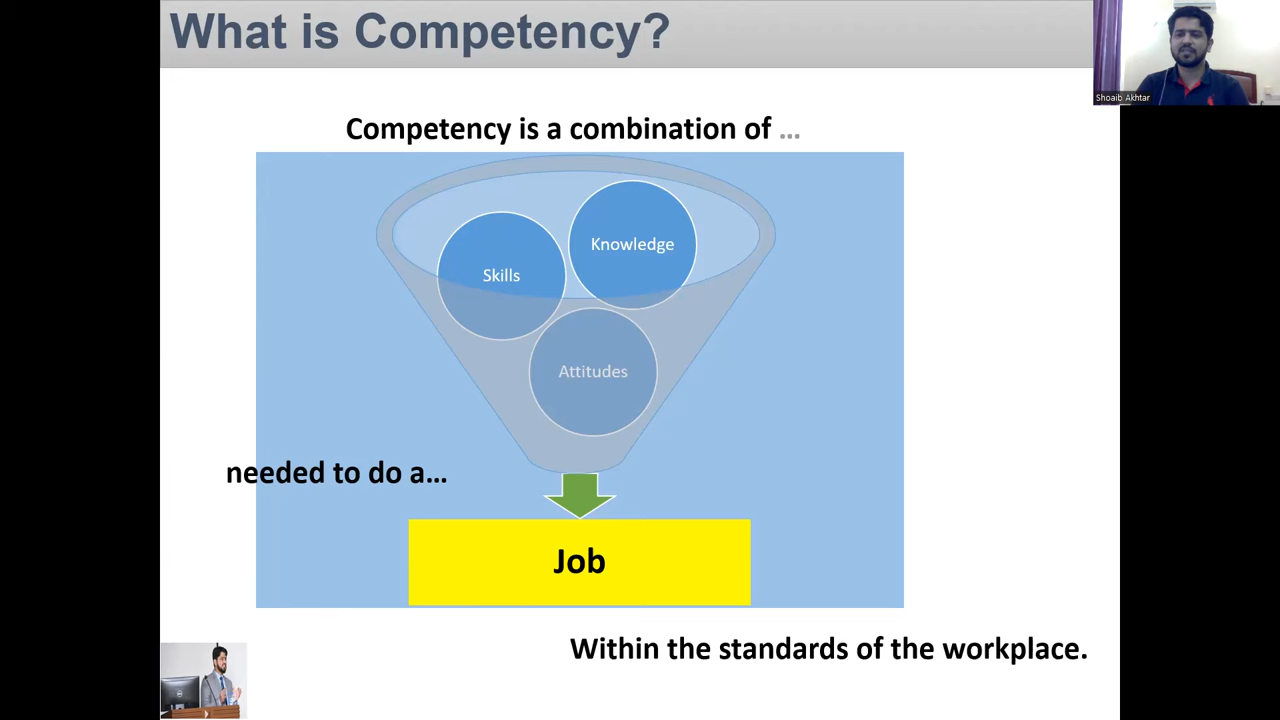 What is Competency?
Shoaib Akhtar
Competency is a combination of ...
Knowledge
Skills
Attitudes
needed to do a...
Job
Within the standards of the workplace.